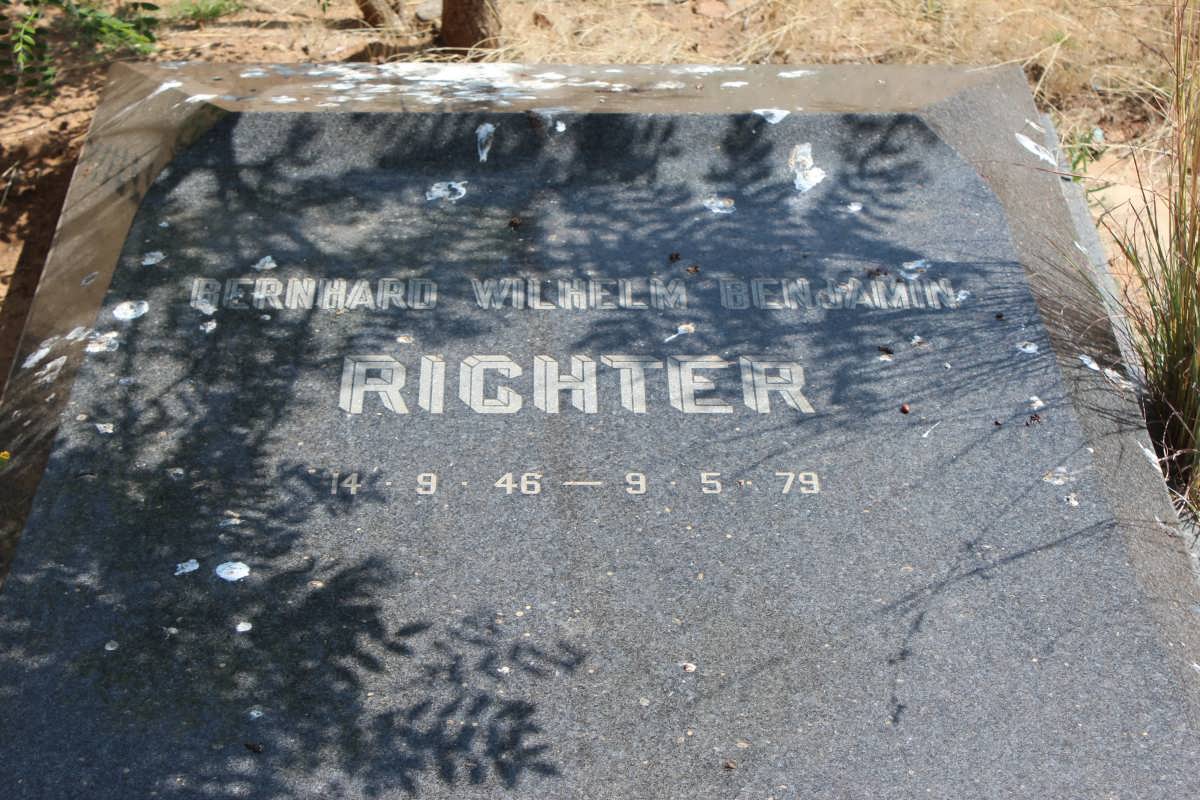 BERNHARD WILHELM BENJAMIN
RICHTER
14 · 9 · 46 — 9 · 5 · 79